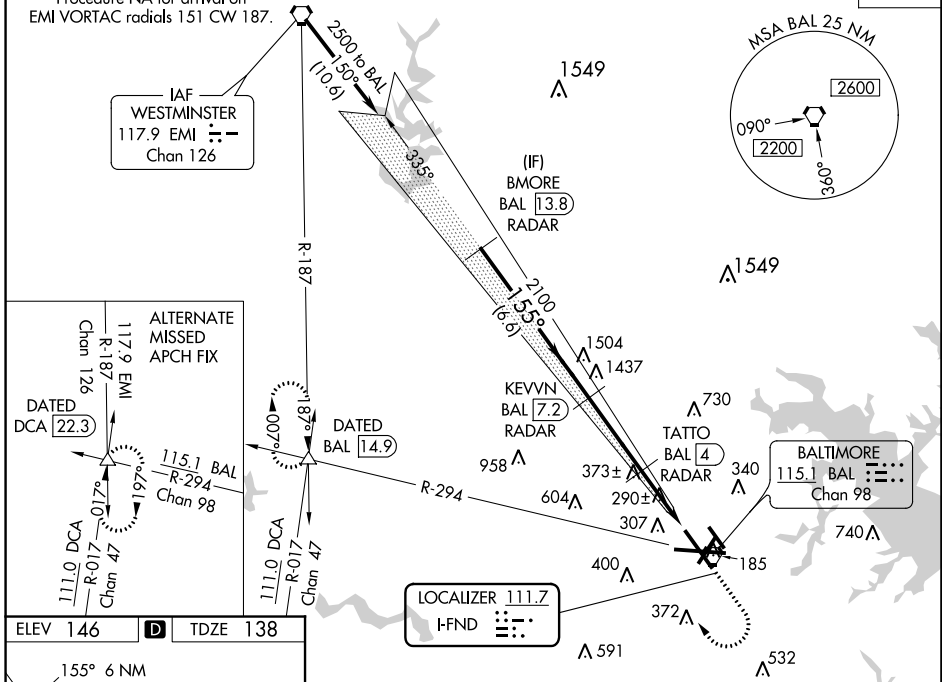 Procedure NA for arrival on
EMI VORTAC radials 151 CW 187.
IAF
WESTMINSTER
117.9 EMI
Chan 126
2500 to BAL
150°
(10.6)
335°
1549
MSA BAL 25 NM
2600
090°
2200
360°
(IF)
BMORE
BAL 13.8
RADAR
R-187
2100
155°
(6.6)
1549
1504
1437
KEVVN
BAL 7.2
RADAR
730
TATTO
BAL 4
RADAR
ALTERNATE
MISSED
APCH FIX
117.9 EMI
R-187
Chan 126
DATED
DCA 22.3
017°
197°
115.1 BAL
R-294
Chan 98
111.0 DCA
R-017
Chan 47
007°
187°
DATED
BAL 14.9
R-294
111.0 DCA
R-017
Chan 47
958
373±
290±
604
307
340
BALTIMORE
115.1 BAL
Chan 98
740
185
400
LOCALIZER 111.7
I-FND
372
591
532
ELEV 146
D
TDZE 138
155° 6 NM